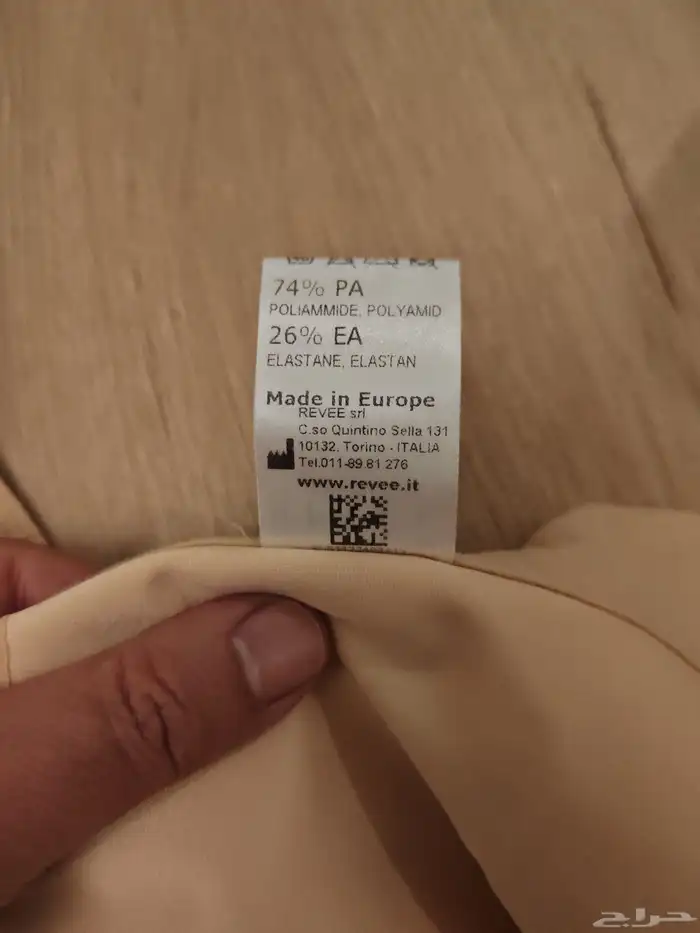 74% PA
POLIAMMIDE, POLYAMID
26% EA
ELASTANE, ELASTAN
Made in Europe
REVEE srl
C.so Quintino Sella 131
10132, Torino - ITALIA
Tel.011-89.81 276
www.revee.it
حراج